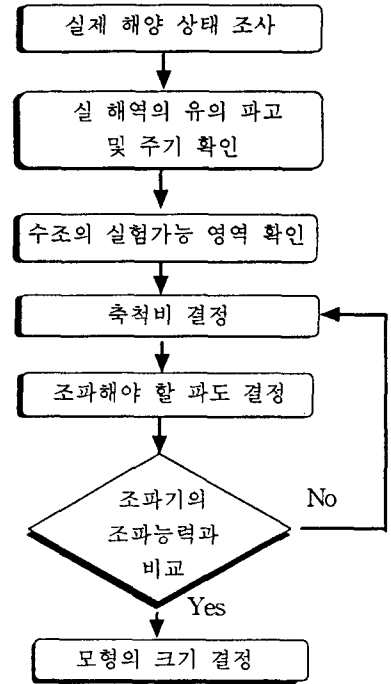 실제 해양 상태 조사
실 해역의 유의 파고
및 주기 확인
수조의 실험가능 영역 확인
축척비 결정
조파해야 할 파도 결정
조파기의
조파능력과
비교
No
Yes
모형의 크기 결정